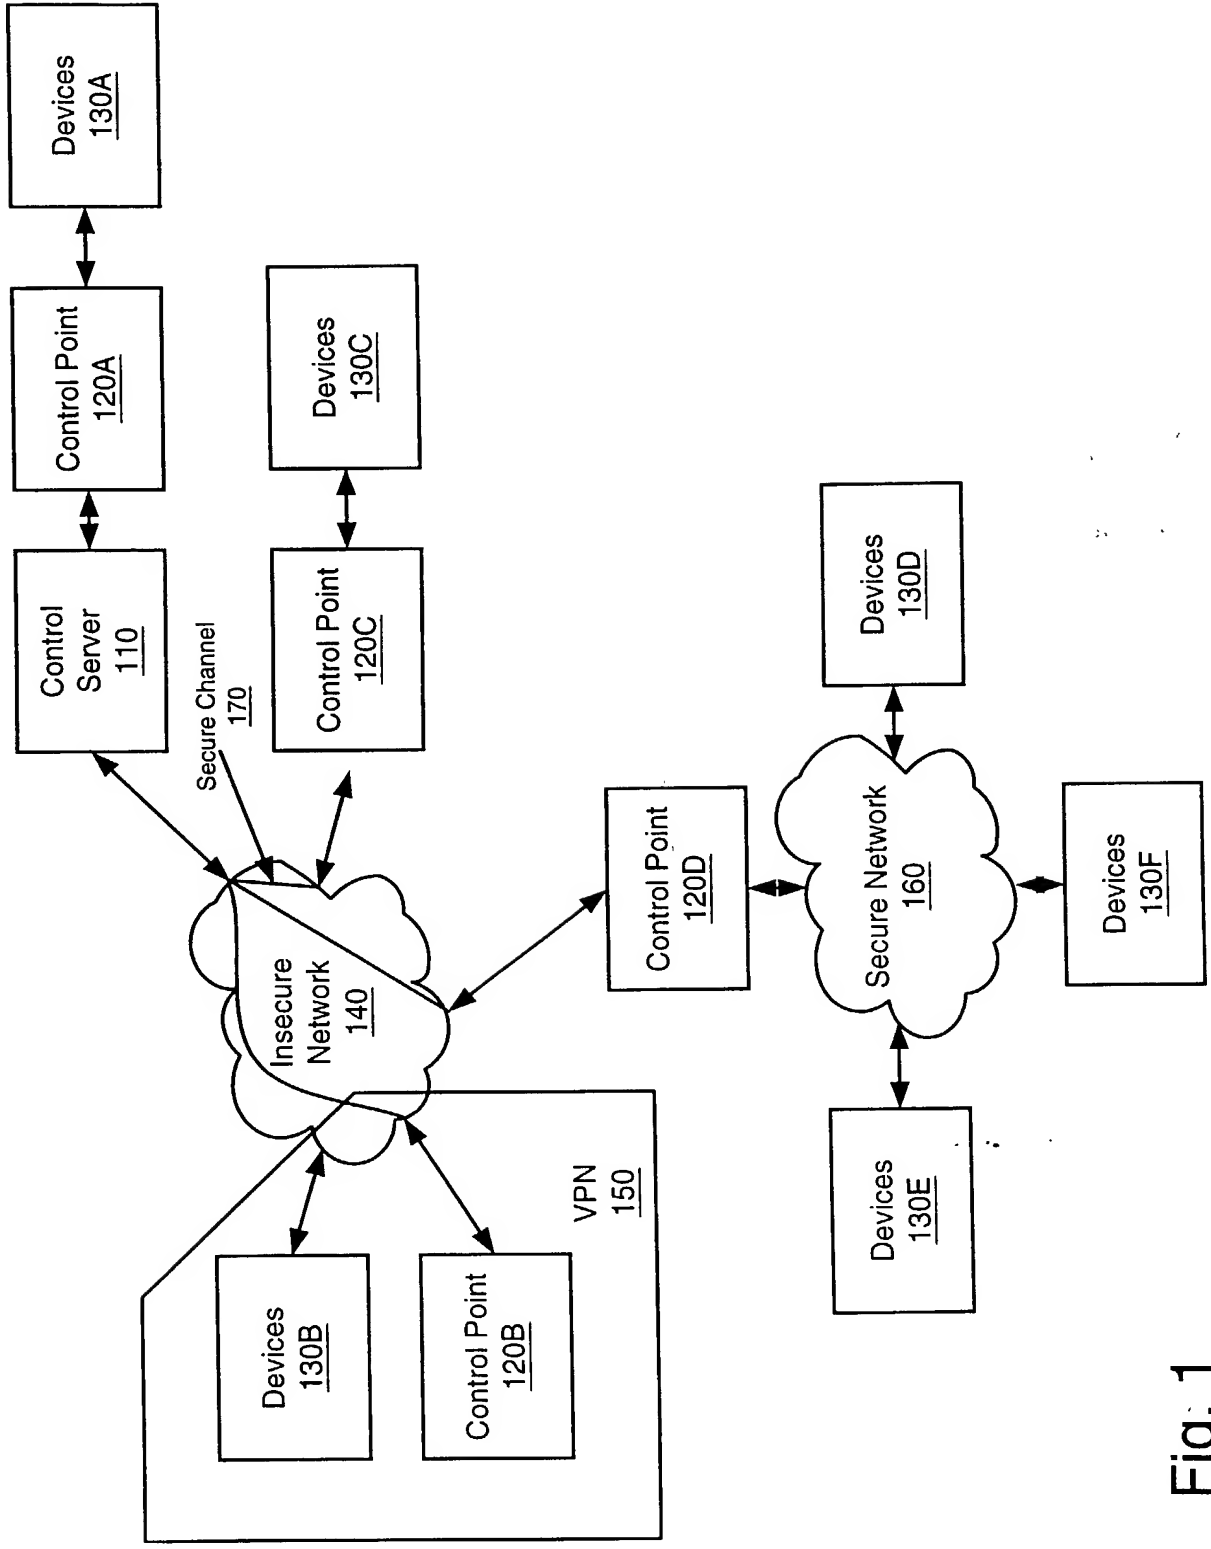 Devices
130A
Control Point
120A
Control
Server
110
Secure Channel
170
Devices
130C
Control Point
120C
Insecure
Network
140
Devices
130B
Control Point
120B
VPN
150
Control Point
120D
Secure Network
160
Devices
130D
Devices
130E
Devices
130F
Fig. 1